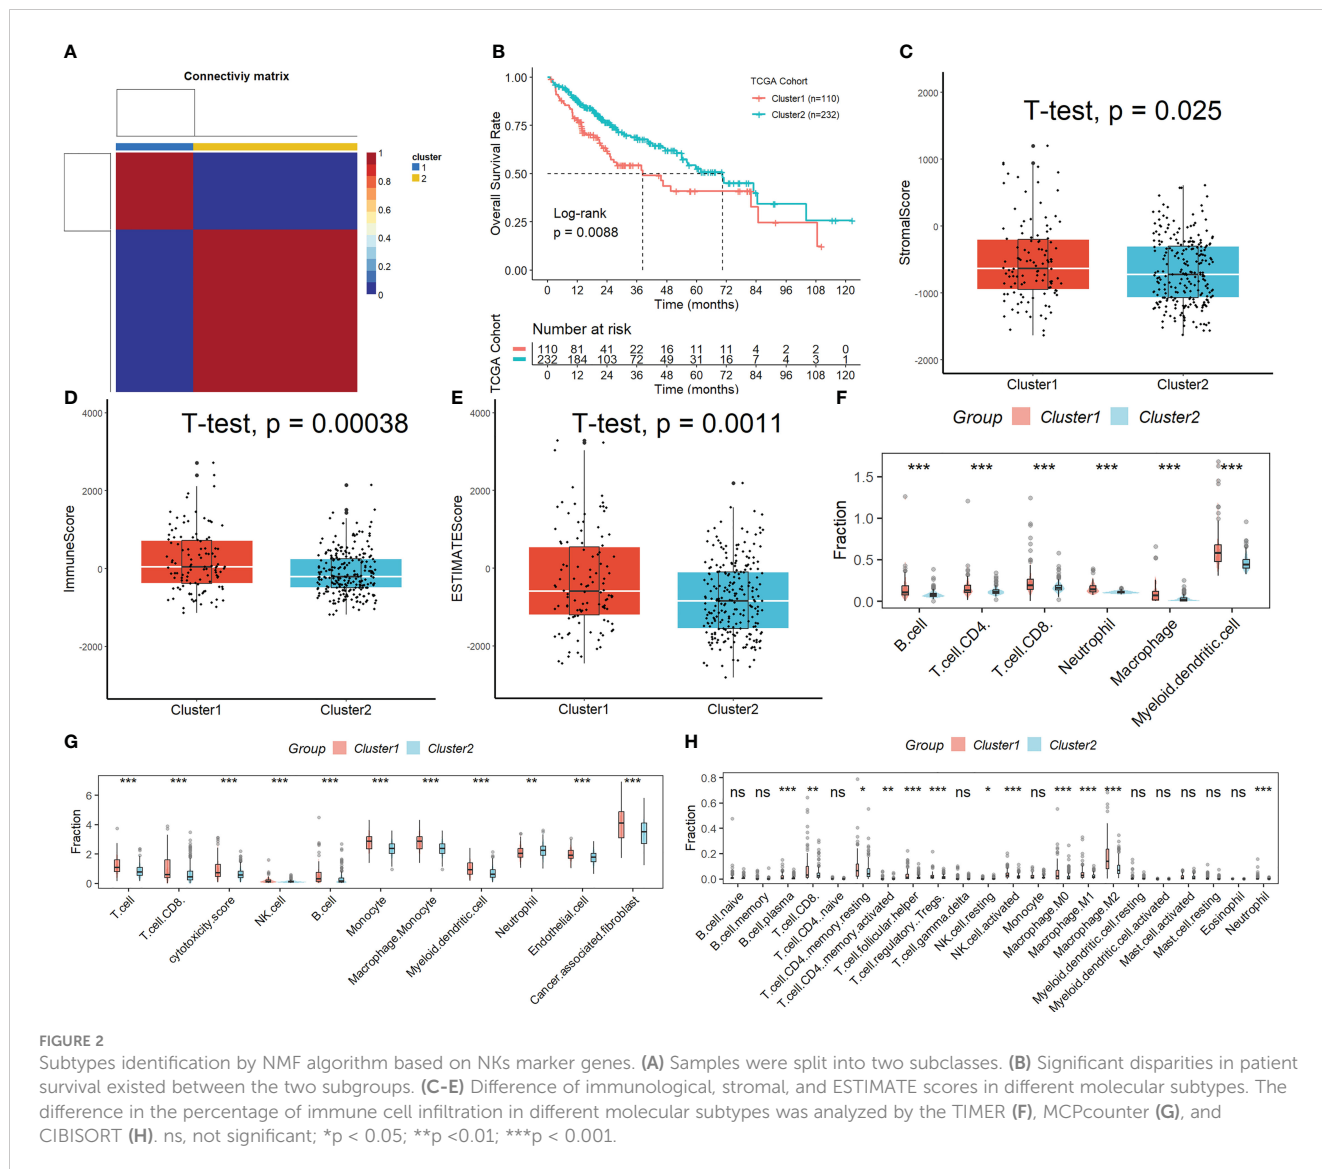 A
Connectiviy matrix
cluster
1
2
1
0.8
0.6
0.6
0.4
0.4
0.2
0.2
0
B
TCGA Cohort
Cluster1 (n=110)
Cluster2 (n=232)
Overall Survival Rate
1.00
0.75
0.50
0.25
0.00
Log-rank
p = 0.0088
0 12 24 36 48 60 72 84 96 108 120
Time (months)
Number at risk
TCGA Cohort
110 81 41 22 16 11 11 4 2 2 0
232 184 103 72 49 31 16 7 4 3 1
0 12 24 36 48 60 72 84 96 108 120
Time (months)
C
T-test, p = 0.025
StromalScore
2000
1000
0
-1000
-2000
Cluster1 Cluster2
D
T-test, p = 0.00038
ImmuneScore
4000
2000
0
-2000
Cluster1 Cluster2
E
T-test, p = 0.0011
ESTIMATEScore
4000
2000
0
-2000
Cluster1 Cluster2
F
Group Cluster1 Cluster2
Fraction
1.5
1.0
0.5
0.0
*** *** *** *** *** ***
B.cell
T.cell.CD4.
T.cell.CD8.
Neutrophil
Macrophage
Myeloid.dendritic.cell
G
Group Cluster1 Cluster2
Fraction
6
4
2
0
*** *** *** *** *** *** *** *** ** *** ***
T.cell
T.cell.CD8.
cytotoxicity.score
NK.cell
B.cell
Monocyte
Macrophage.Monocyte
Myeloid.dendritic.cell
Neutrophil
Endothelial.cell
Cancer.associated.fibroblast
H
Group Cluster1 Cluster2
Fraction
0.8
0.6
0.4
0.2
0.0
ns ns *** ** ns * ** *** *** ns * *** ns *** *** *** ns ns ns ns ns ***
B.cell.naive
B.cell.memory
B.cell.plasma
T.cell.CD8.
T.cell.CD4..naive
T.cell.CD4..memory.resting
T.cell.CD4..memory.activated
T.cell.follicular.helper
T.cell.regulatory..Tregs.
T.cell.gamma.delta
NK.cell.resting
NK.cell.activated
Monocyte
Macrophage.M0
Macrophage.M1
Macrophage.M2
Myeloid.dendritic.cell.resting
Myeloid.dendritic.cell.activated
Mast.cell.activated
Mast.cell.resting
Eosinophil
Neutrophil
FIGURE 2
Subtypes identification by NMF algorithm based on NKs marker genes. (A) Samples were split into two subclasses. (B) Significant disparities in patient
survival existed between the two subgroups. (C-E) Difference of immunological, stromal, and ESTIMATE scores in different molecular subtypes. The
difference in the percentage of immune cell infiltration in different molecular subtypes was analyzed by the TIMER (F), MCPcounter (G), and
CIBISORT (H). ns, not significant; *p < 0.05; **p <0.01; ***p < 0.001.